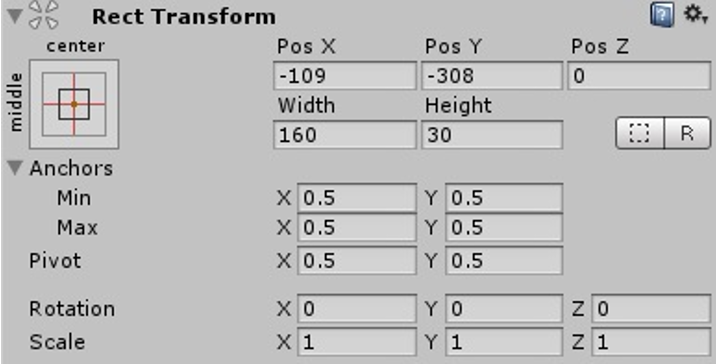 Rect Transform
center
middle
Pos X Pos Y Pos Z
-109 -308 0
Width Height
160 30
R
Anchors
Min X 0.5 Y 0.5
Max X 0.5 Y 0.5
Pivot X 0.5 Y 0.5
Rotation X 0 Y 0 Z 0
Scale X 1 Y 1 Z 1